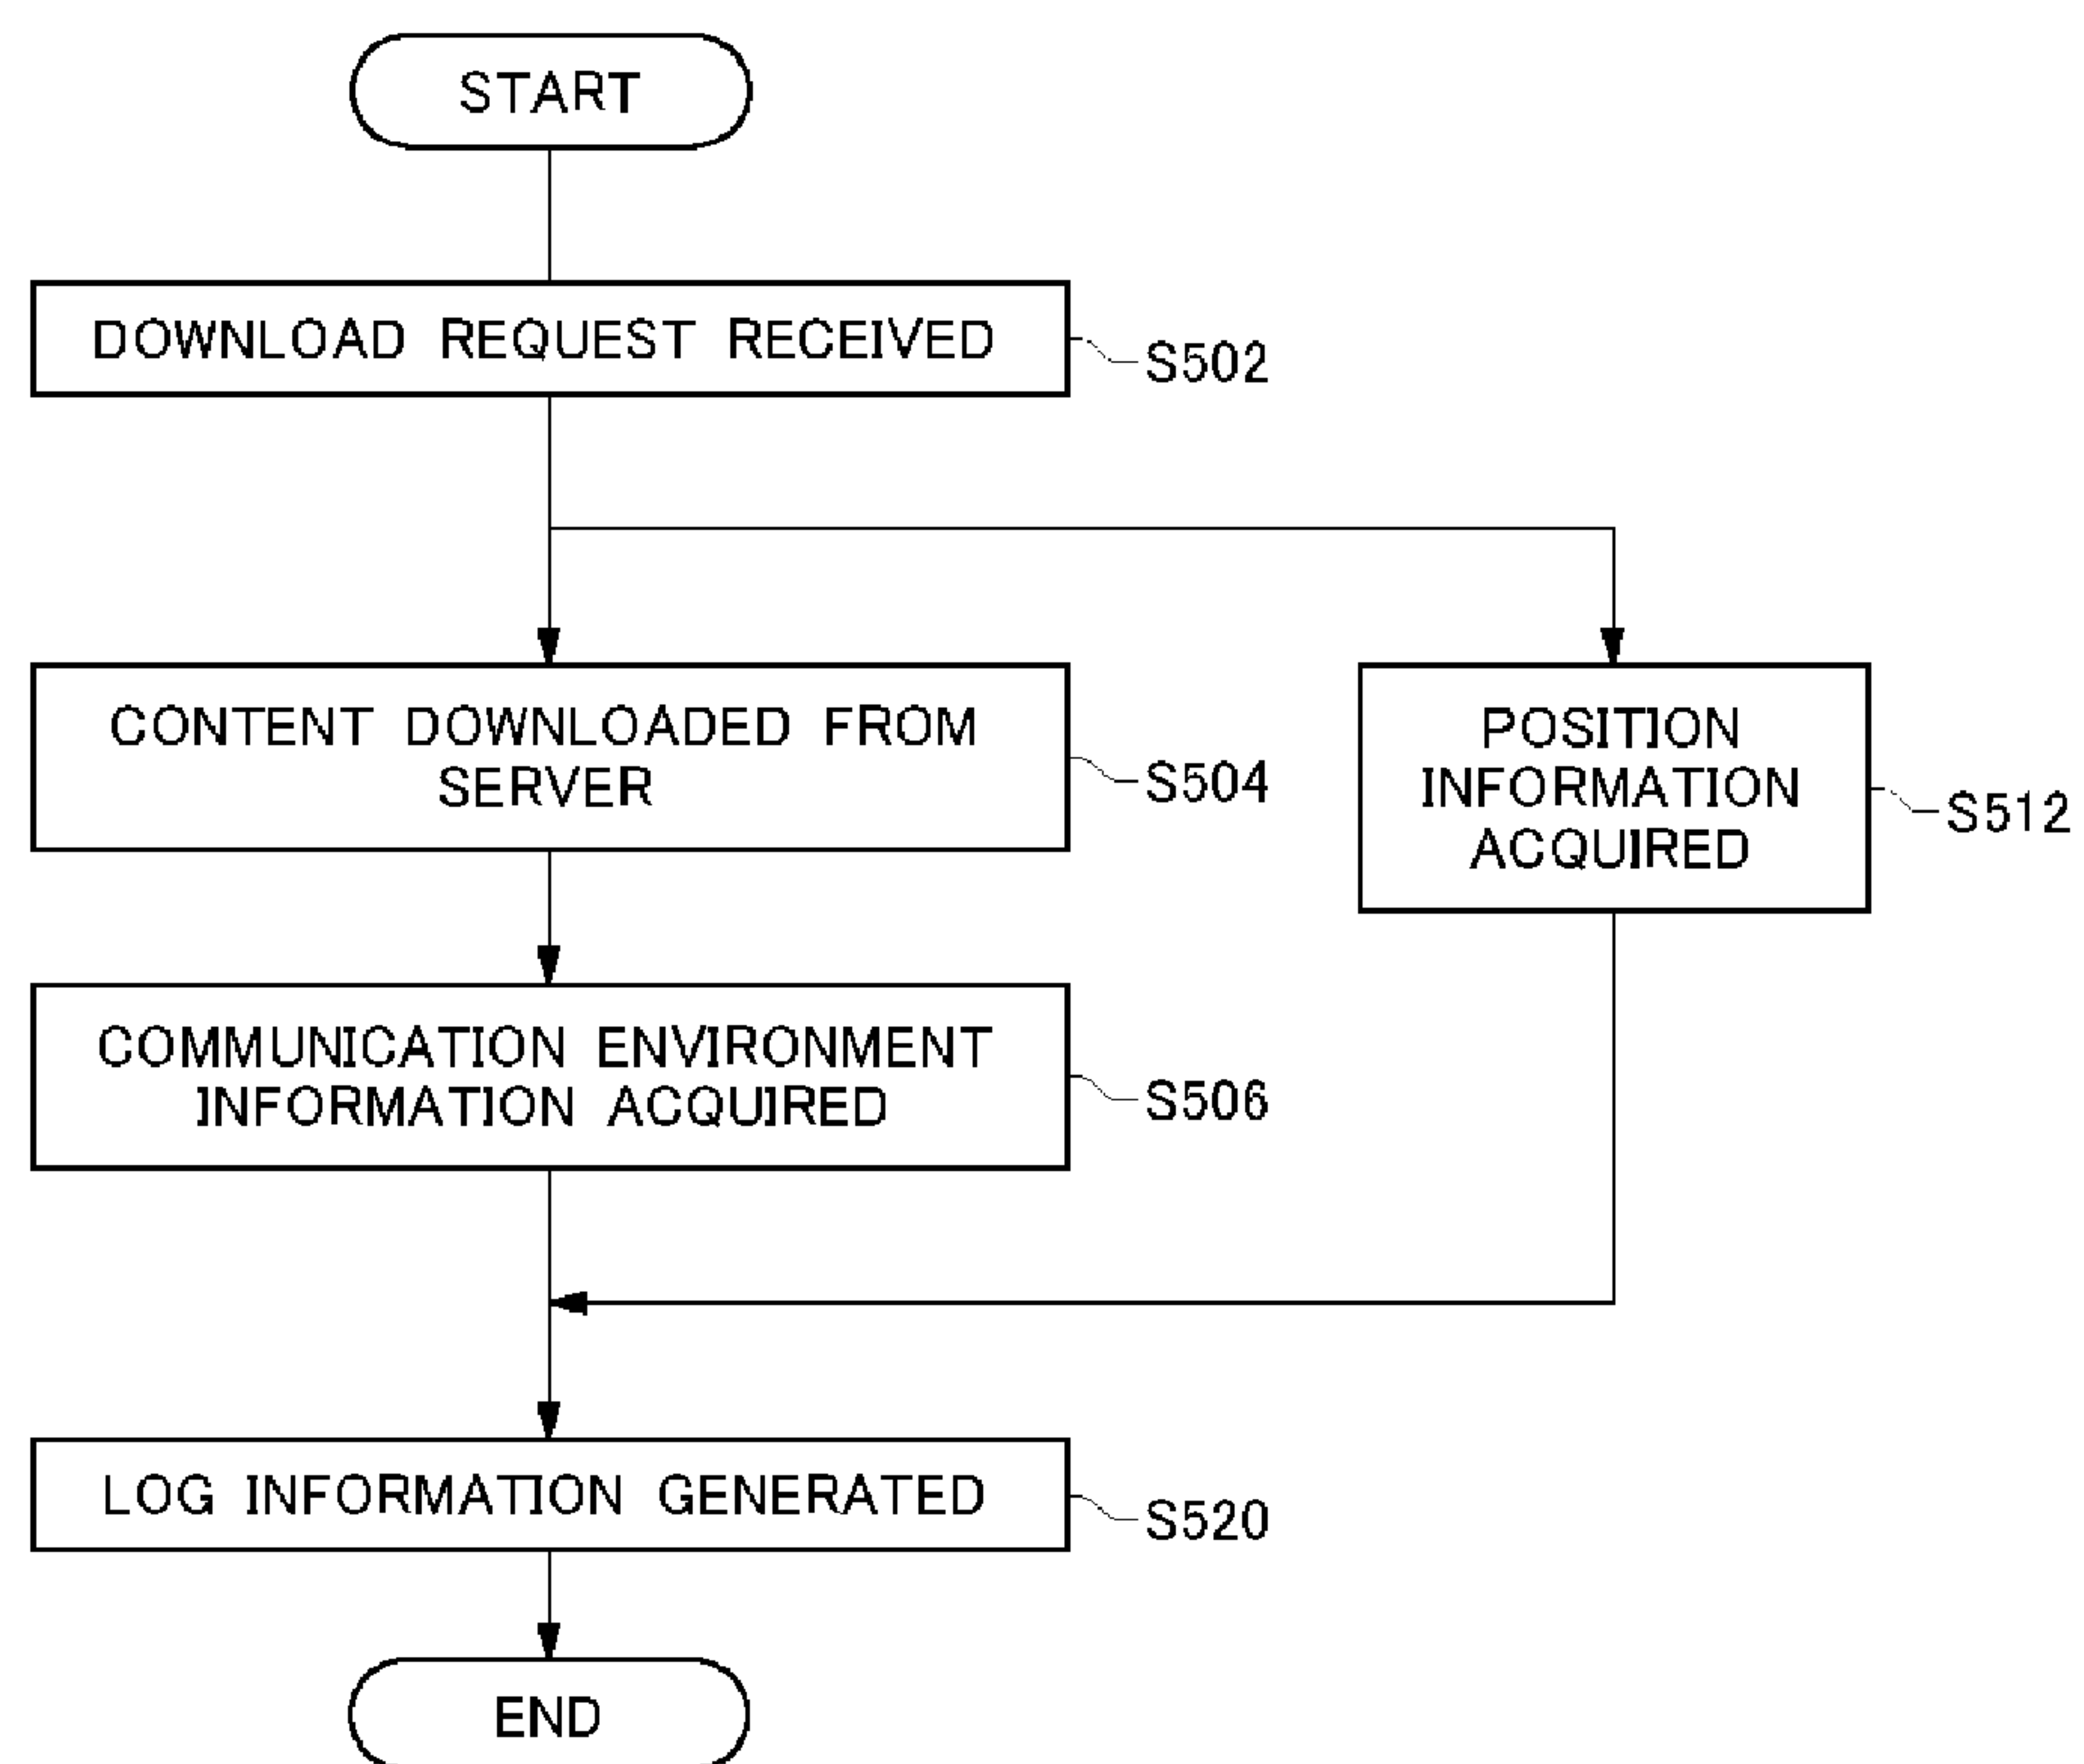 START
DOWNLOAD REQUEST RECEIVED
S502
CONTENT DOWNLOADED FROM
SERVER
S504
POSITION
INFORMATION
ACQUIRED
S512
COMMUNICATION ENVIRONMENT
INFORMATION ACQUIRED
S506
LOG INFORMATION GENERATED
S520
END